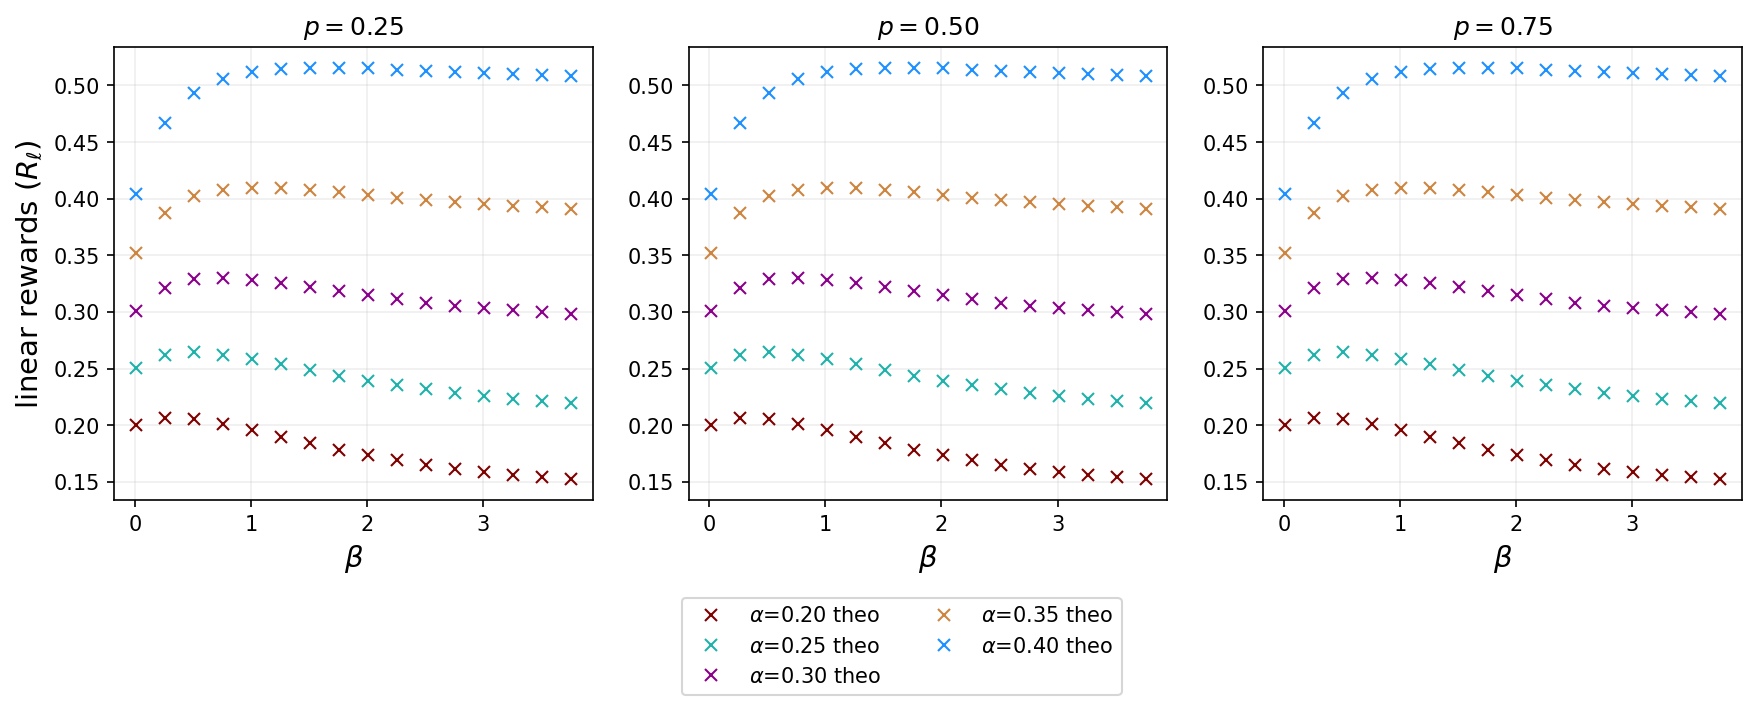 p = 0.25
p = 0.50
p = 0.75
linear rewards (Rℓ)
0.50
0.45
0.40
0.35
0.30
0.25
0.20
0.15
0 1 2 3
β
0.50
0.45
0.40
0.35
0.30
0.25
0.20
0.15
0 1 2 3
β
0.50
0.45
0.40
0.35
0.30
0.25
0.20
0.15
0 1 2 3
β
α=0.20 theo
α=0.25 theo
α=0.30 theo
α=0.35 theo
α=0.40 theo